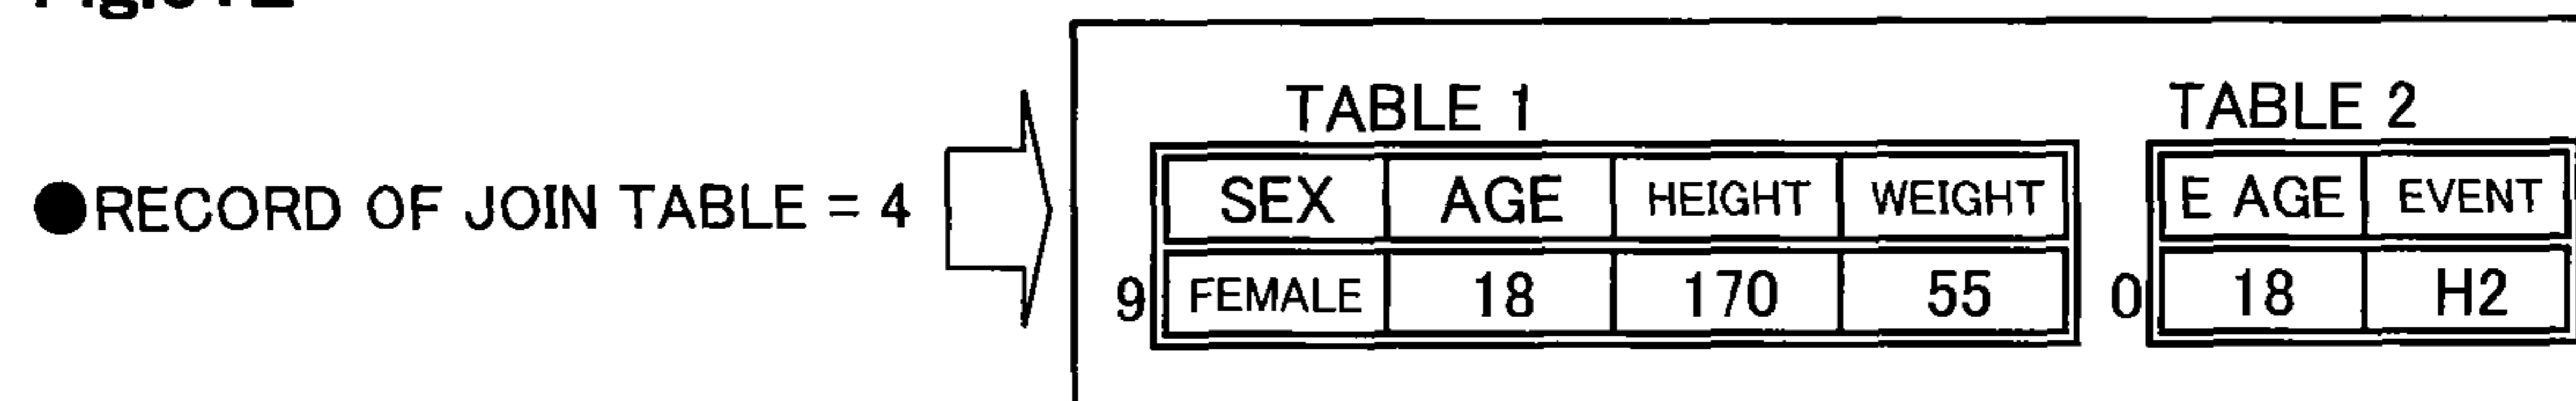 TABLE 1 TABLE 2
●RECORD OF JOIN TABLE = 4
SEX AGE HEIGHT WEIGHT E AGE EVENT
9 FEMALE 18 170 55 0 18 H2